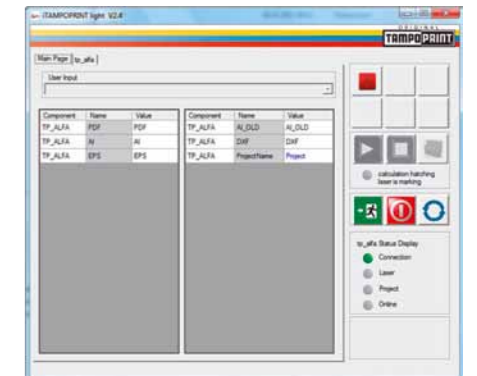 iTAMPOPRINT light V2.4
ORIGINAL
TAMPOPRINT
Main Page tp_alfa
User Input
Component Name Value Component Name Value
TP_ALFA PDF PDF TP_ALFA AI_OLD AI_OLD
TP_ALFA AI AI TP_ALFA DXF DXF
TP_ALFA EPS EPS TP_ALFA ProjectName Project
calculation hatching
laser is marking
tp_alfa Status Display
Connection
Laser
Project
Online